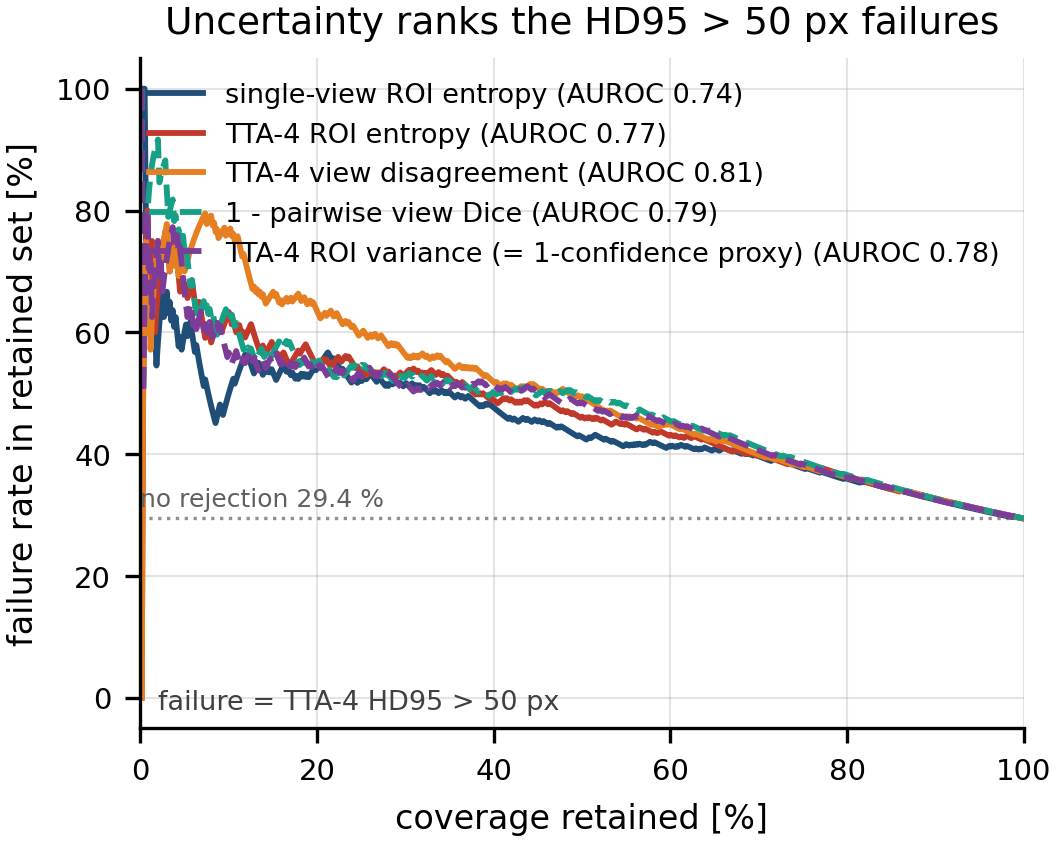 Uncertainty ranks the HD95 > 50 px failures
failure rate in retained set [%]
100
80
60
40
20
0
single-view ROI entropy (AUROC 0.74)
TTA-4 ROI entropy (AUROC 0.77)
TTA-4 view disagreement (AUROC 0.81)
1 - pairwise view Dice (AUROC 0.79)
TTA-4 ROI variance (= 1-confidence proxy) (AUROC 0.78)
no rejection 29.4 %
failure = TTA-4 HD95 > 50 px
0 20 40 60 80 100
coverage retained [%]